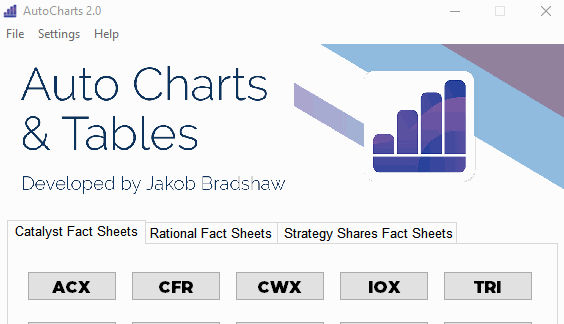 AutoCharts 2.0
File Settings Help
Auto Charts
& Tables
Developed by Jakob Bradshaw
Catalyst Fact Sheets Rational Fact Sheets Strategy Shares Fact Sheets
ACX CFR CWX IOX TRI